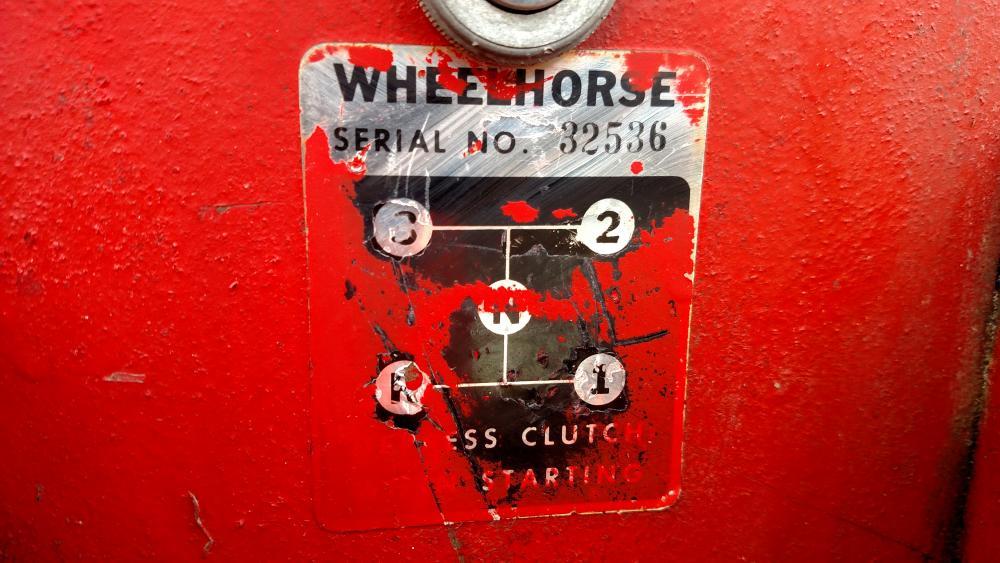 WHEELHORSE
SERIAL NO. 32536
3 2
N
R 1
ESS CLUTCH
STARTING